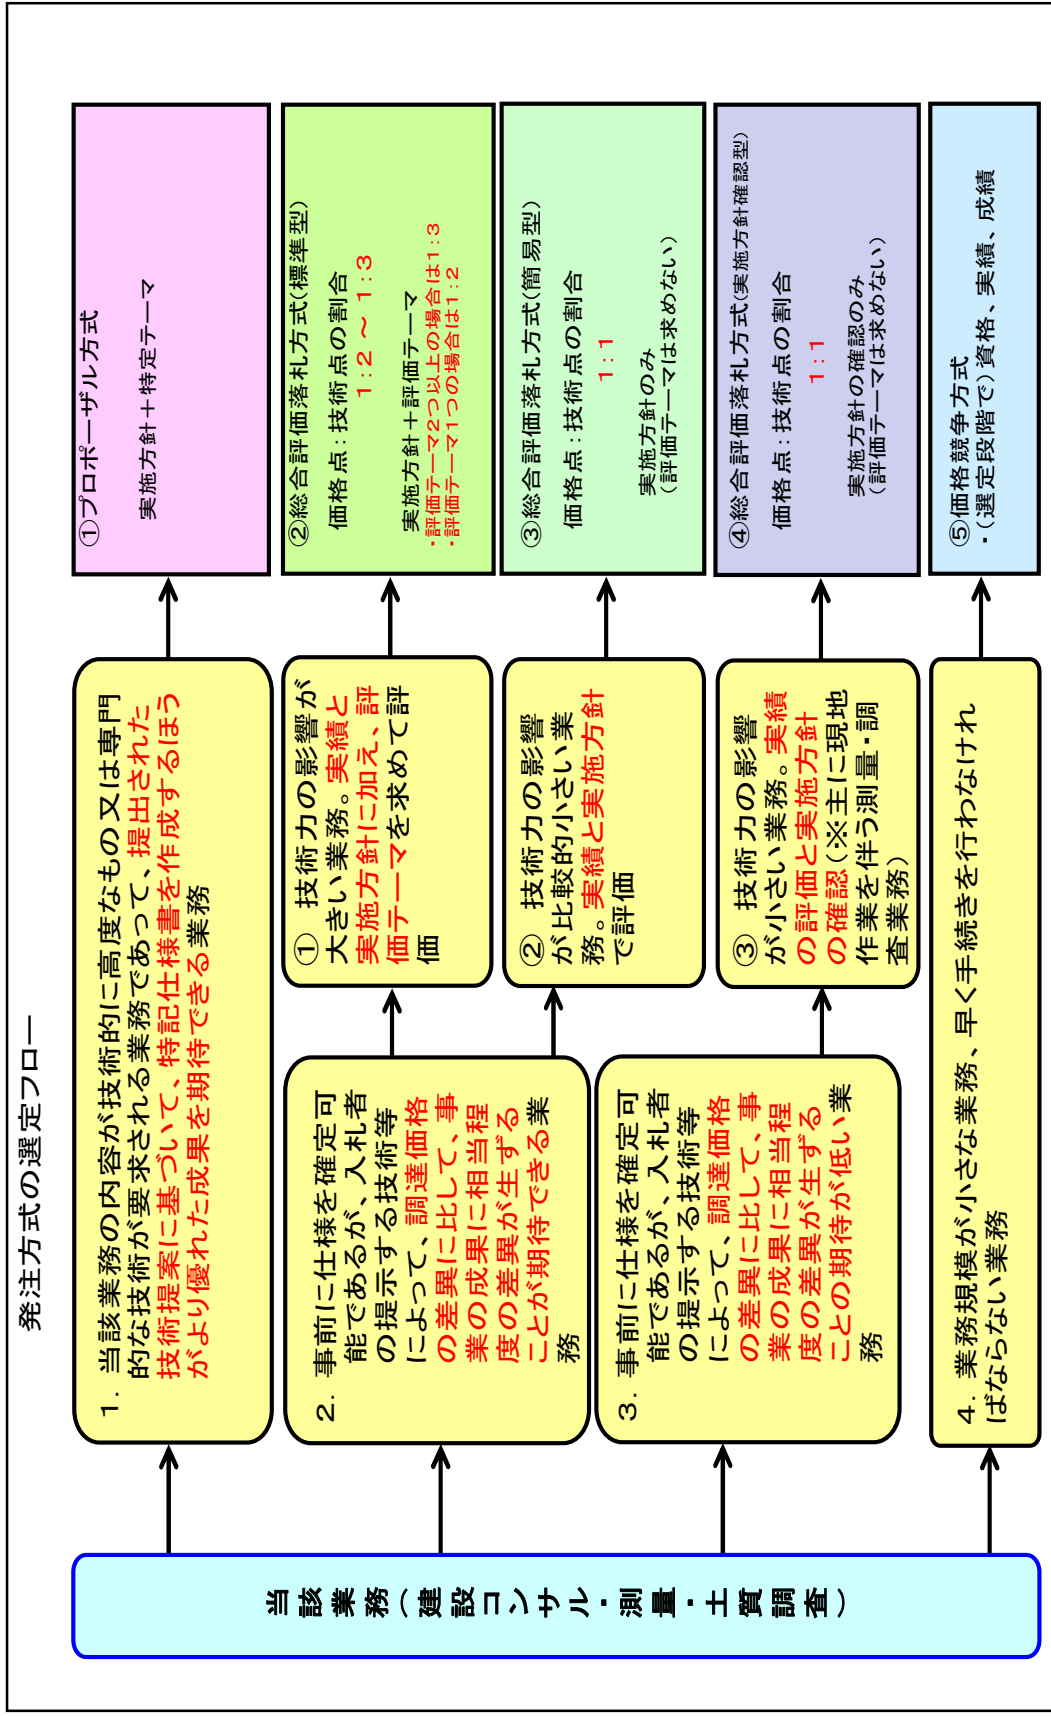 発注方式の選定フロー
当該業務(建設コンサル・測量・土質調査)
1. 当該業務の内容が技術的に高度なもの又は専門
的な技術が要求される業務であって、提出された
技術提案に基づいて、特記仕様書を作成するほう
がより優れた成果を期待できる業務
①プロポーザル方式
実施方針+特定テーマ
2. 事前に仕様を確定可
能であるが、入札者
の提示する技術等
によって、調達価格
の差異に比して、事
業の成果に相当程
度の差異が生ずる
ことが期待できる業
務
① 技術力の影響が
大きい業務。実績と
実施方針に加え、評
価テーマを求めて評
価
②総合評価落札方式(標準型)
価格点:技術点の割合
1:2 ~ 1:3
実施方針+評価テーマ
・評価テーマ2つ以上の場合は1:3
・評価テーマ1つの場合は1:2
② 技術力の影響
が比較的小さい業
務。実績と実施方針
で評価
③総合評価落札方式(簡易型)
価格点:技術点の割合
1:1
実施方針のみ
(評価テーマは求めない)
3. 事前に仕様を確定可
能であるが、入札者
の提示する技術等
によって、調達価格
の差異に比して、事
業の成果に相当程
度の差異が生ずる
ことの期待が低い業
務
③ 技術力の影響
が小さい業務。実績
の評価と実施方針
の確認(※主に現地
作業を伴う測量・調
査業務)
④総合評価落札方式(実施方針確認型)
価格点:技術点の割合
1:1
実施方針の確認のみ
(評価テーマは求めない)
4. 業務規模が小さな業務、早く手続きを行わなけれ
ばならない業務
⑤価格競争方式
・(選定段階で)資格、実績、成績